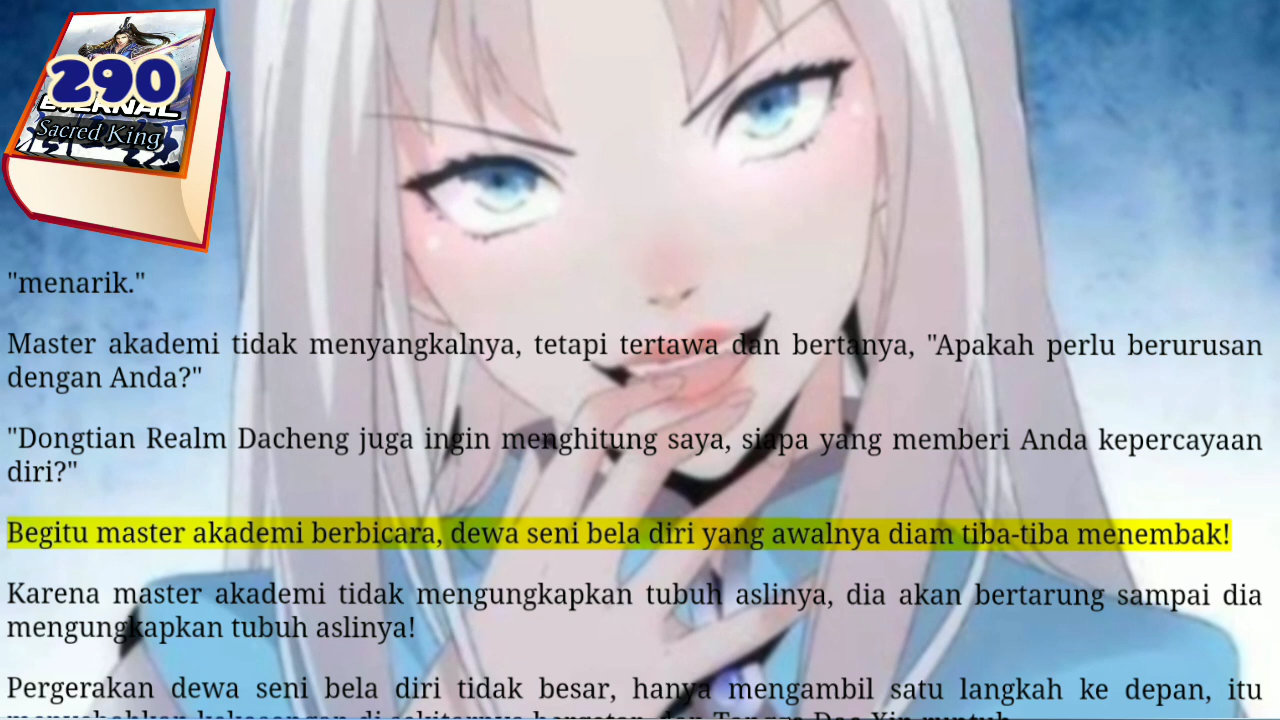 290
ETERNAL
Sacred King
"menarik."
Master akademi tidak menyangkalnya, tetapi tertawa dan bertanya, "Apakah perlu berurusan
dengan Anda?"
"Dongtian Realm Dacheng juga ingin menghitung saya, siapa yang memberi Anda kepercayaan
diri?"
Begitu master akademi berbicara, dewa seni bela diri yang awalnya diam tiba-tiba menembak!
Karena master akademi tidak mengungkapkan tubuh aslinya, dia akan bertarung sampai dia
mengungkapkan tubuh aslinya!
Pergerakan dewa seni bela diri tidak besar, hanya mengambil satu langkah ke depan, itu